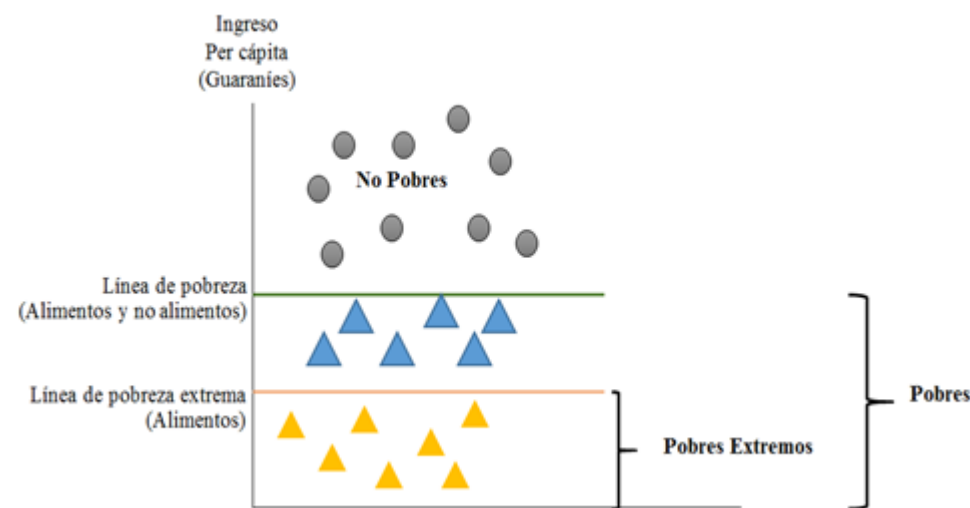 Ingreso
Per cápita
(Guaraníes)
No Pobres
Línea de pobreza
(Alimentos y no alimentos)
Línea de pobreza extrema
(Alimentos)
Pobres
Pobres Extremos